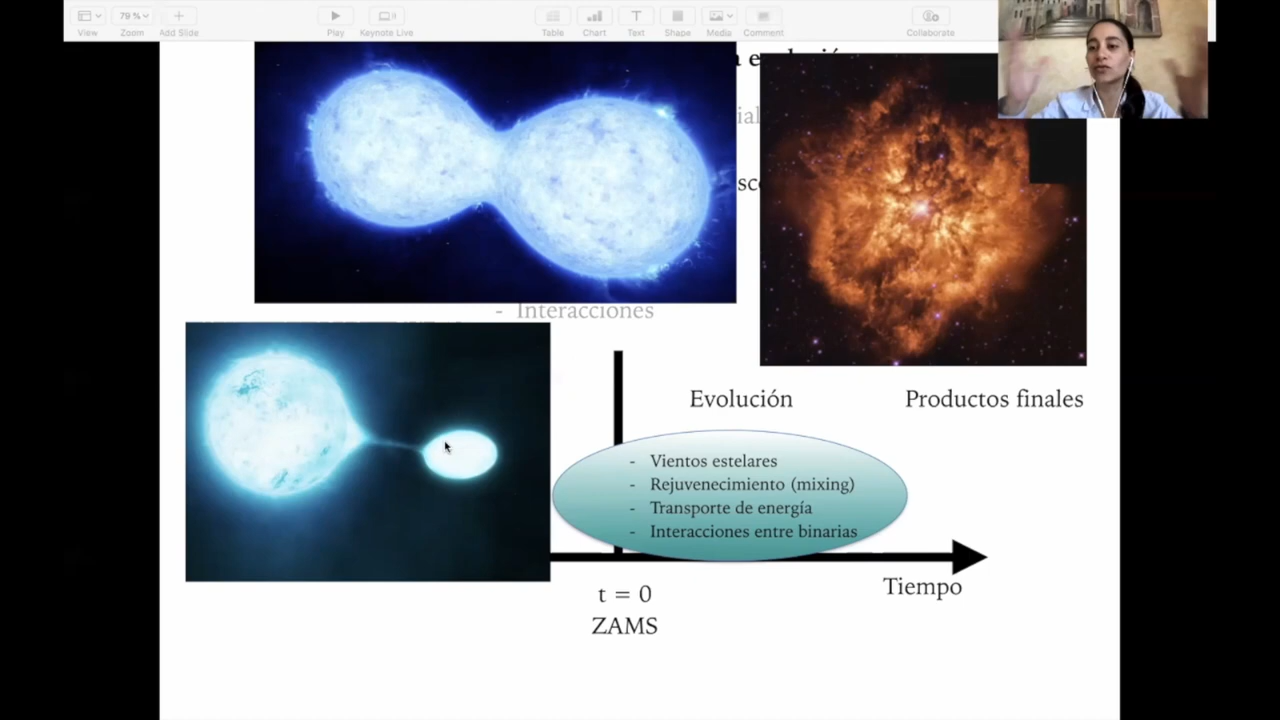 View
79 %
Zoom
Add Slide
Play
Keynote Live
Table
Chart
Text
Shape
Media
Comment
Collaborate
- Interacciones
Evolución
Productos finales
- Vientos estelares
- Rejuvenecimiento (mixing)
- Transporte de energía
- Interacciones entre binarias
Tiempo
t = 0
ZAMS